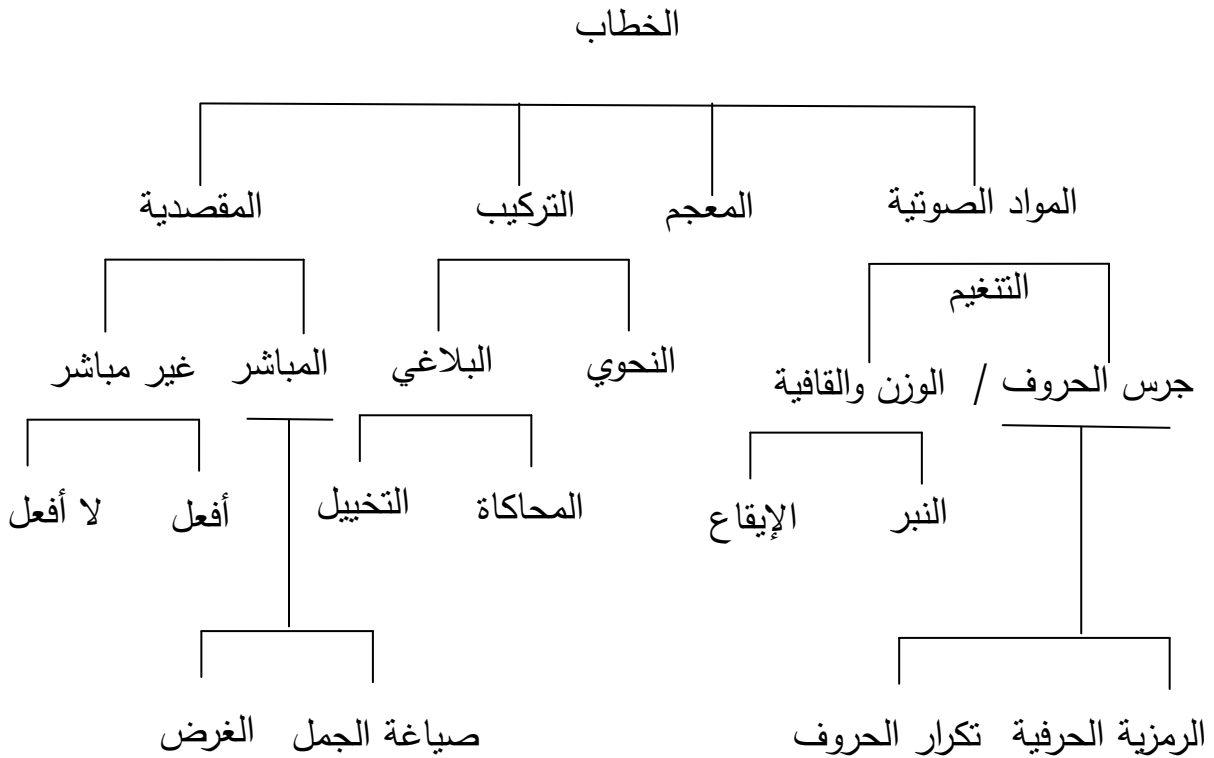 الخطاب
المواد الصوتية المعجم التركيب المقصدية
التنغيم
جرس الحروف / الوزن والقافية النحوي البلاغي المباشر غير مباشر
النبر الإيقاع المحاكاة التخييل أفعل لا أفعل
الرمزية الحرفية تكرار الحروف صياغة الجمل الغرض